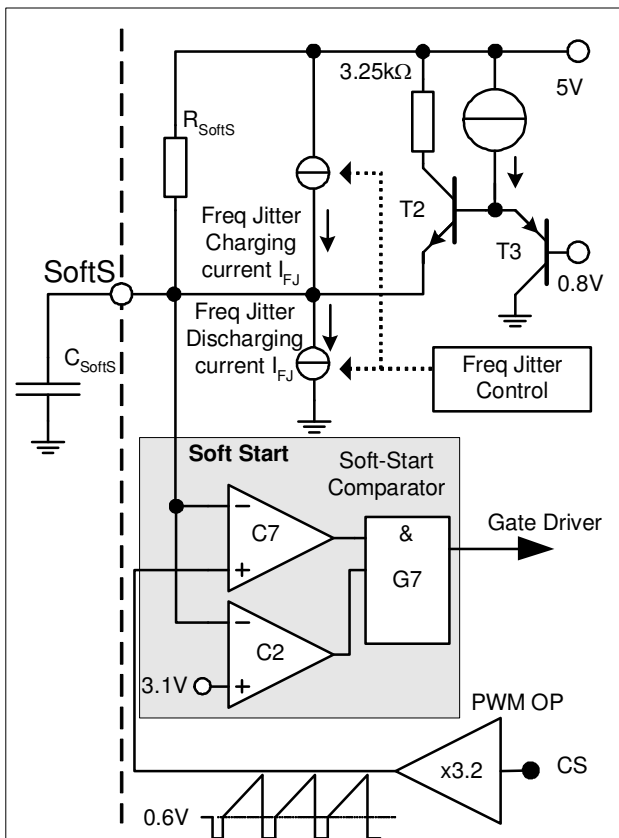 3.25kΩ
5V
R_SoftS
T2
T3
0.8V
Freq Jitter
Charging
current I_FJ
SoftS
Freq Jitter
Discharging
current I_FJ
C_SoftS
Freq Jitter
Control
Soft Start
Soft-Start
Comparator
−
C7
+
&
G7
Gate Driver
−
C2
+
3.1V
PWM OP
x3.2
CS
0.6V